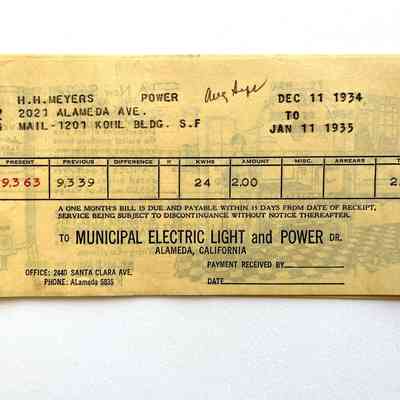 H.H.MEYERS POWER DEC 11 1934
2021 ALAMEDA AVE. TO
MAIL-1201 KOHL BLDG. S.F JAN 11 1935
PRESENT PREVIOUS DIFFERENCE K KWHS AMOUNT MISC. ARREARS
9363 9339 24 2.00
A ONE MONTH'S BILL IS DUE AND PAYABLE WITHIN 15 DAYS FROM DATE OF RECEIPT,
SERVICE BEING SUBJECT TO DISCONTINUANCE WITHOUT NOTICE THEREAFTER.
TO MUNICIPAL ELECTRIC LIGHT and POWER DR.
ALAMEDA, CALIFORNIA
OFFICE: 2440 SANTA CLARA AVE. PAYMENT RECEIVED BY
PHONE: ALameda 5835 DATE